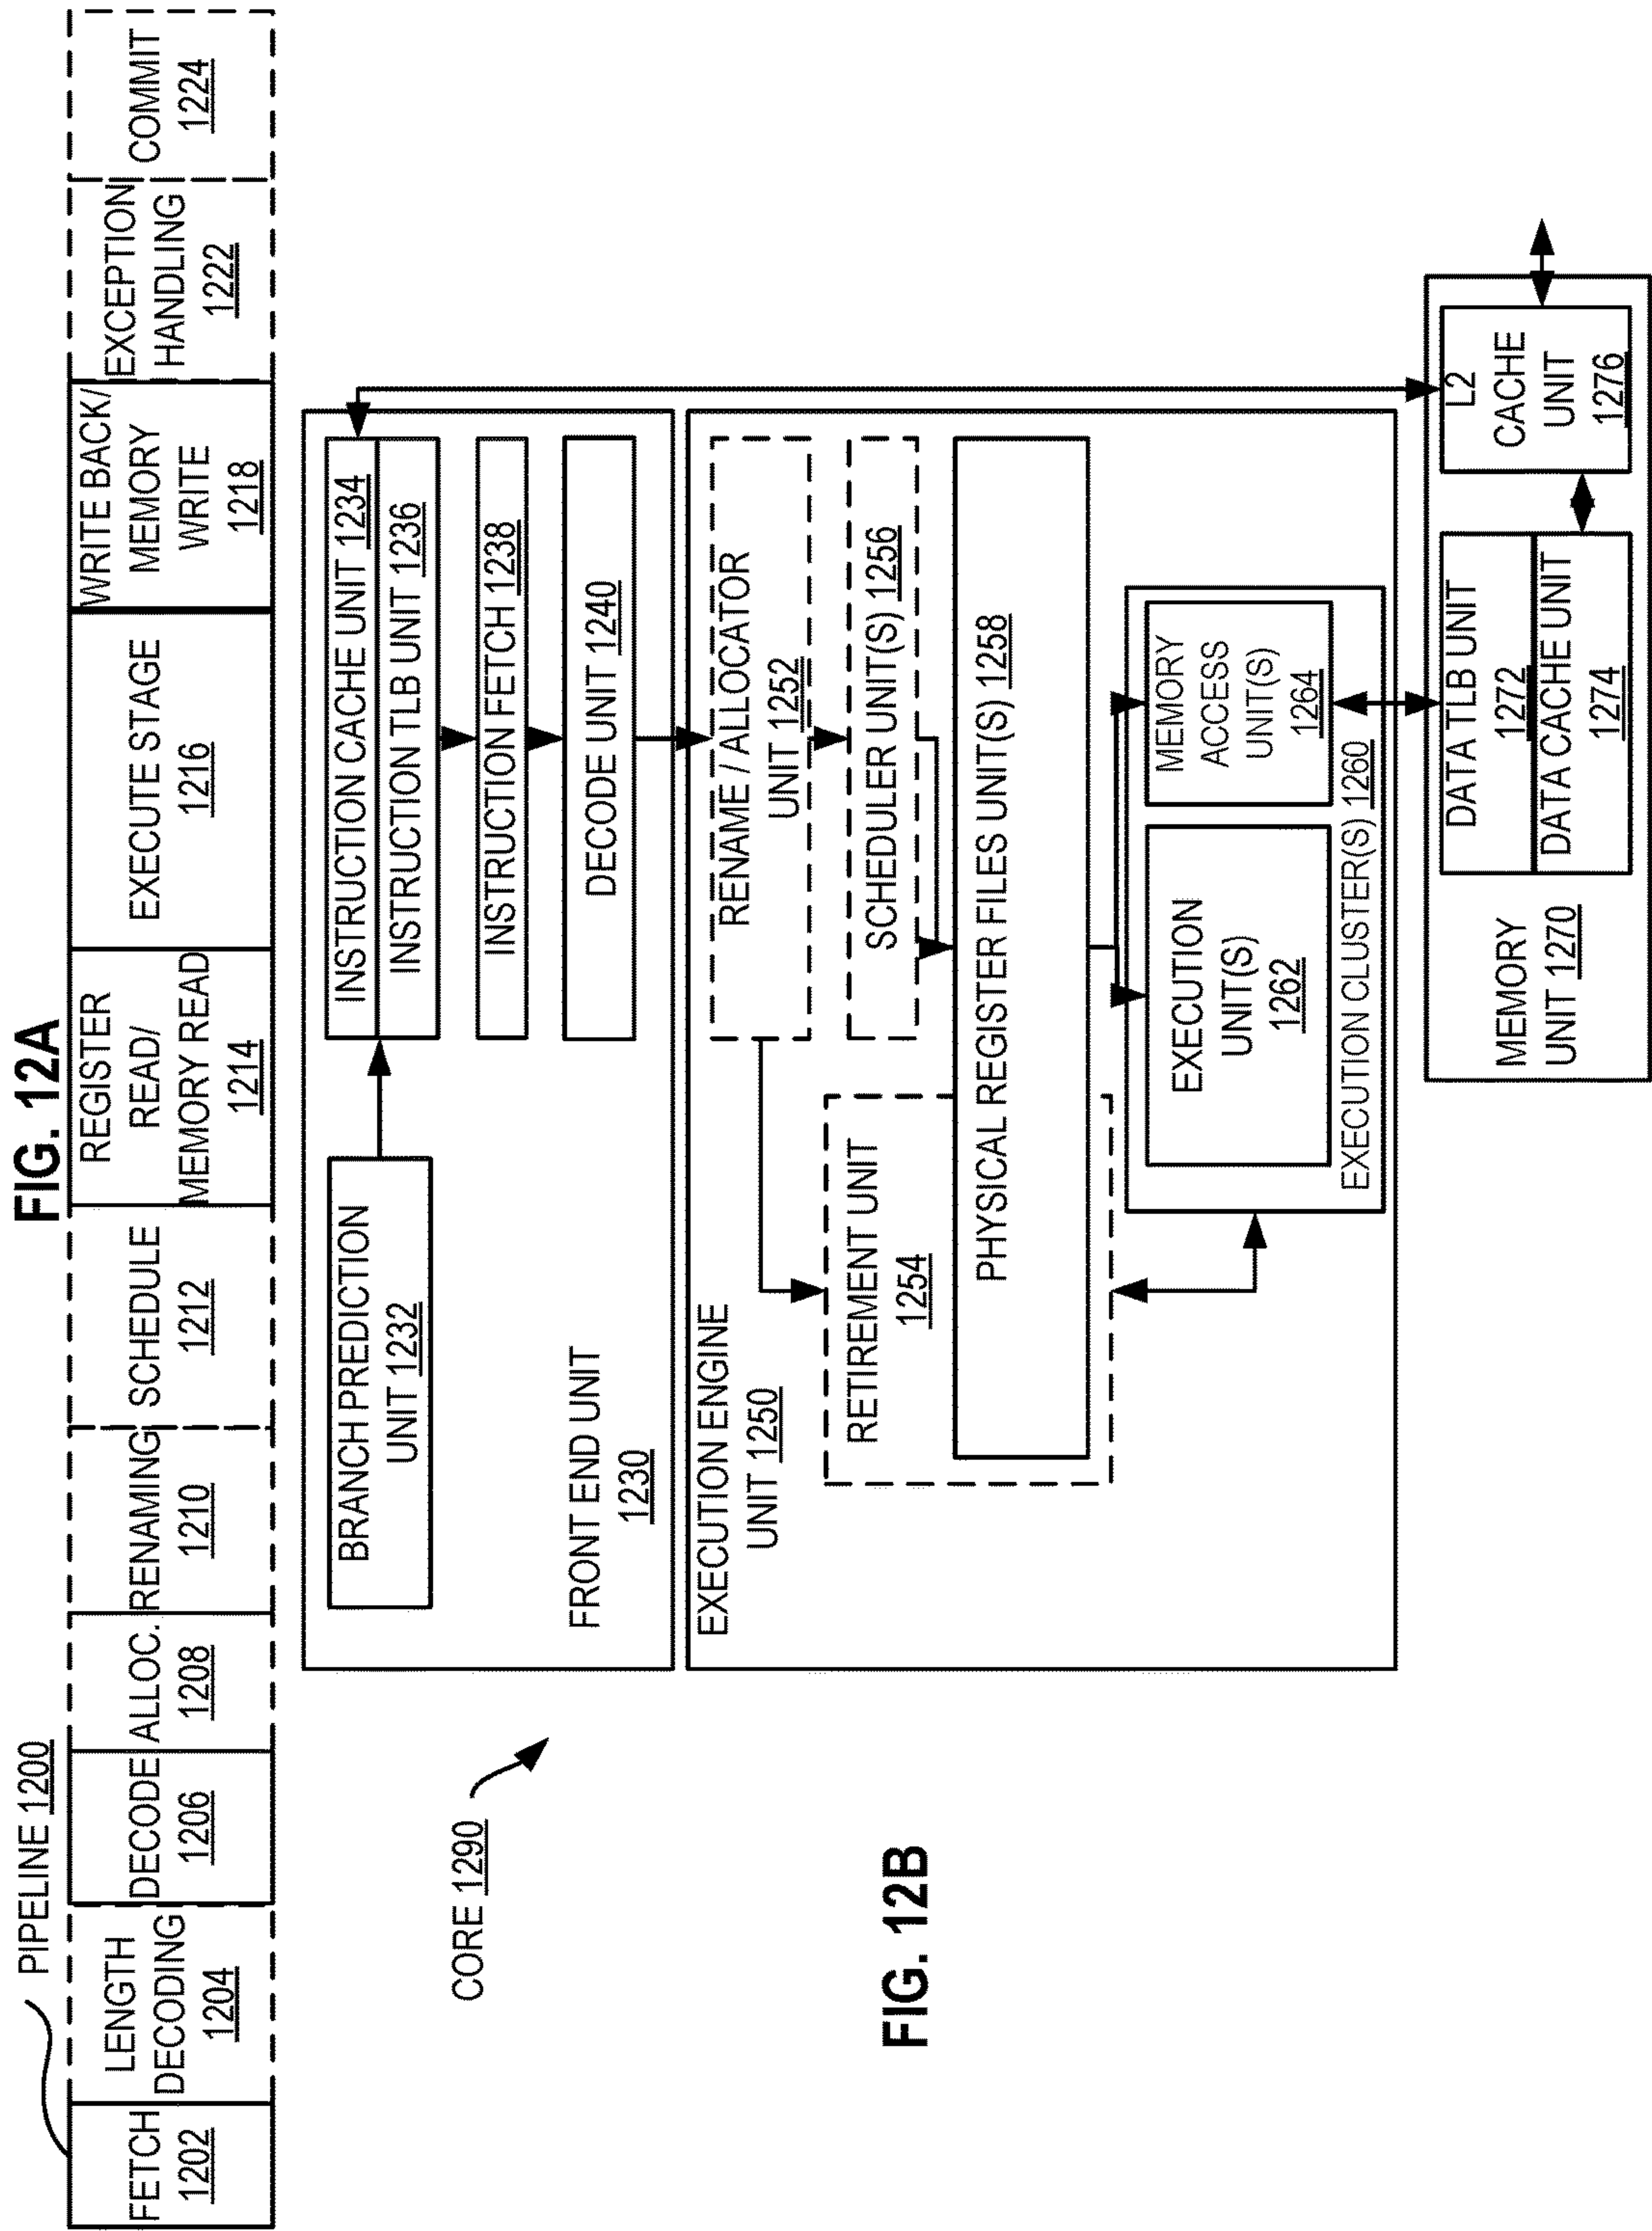 FIG. 12A
PIPELINE 1200
FETCH
1202
LENGTH
DECODING
1204
DECODE
1206
ALLOC.
1208
RENAMING
1210
SCHEDULE
1212
REGISTER
READ/
MEMORY READ
1214
EXECUTE STAGE
1216
WRITE BACK/
MEMORY
WRITE
1218
EXCEPTION
HANDLING
1222
COMMIT
1224
CORE 1290
BRANCH PREDICTION
UNIT 1232
INSTRUCTION CACHE UNIT 1234
INSTRUCTION TLB UNIT 1236
INSTRUCTION FETCH 1238
DECODE UNIT 1240
FRONT END UNIT
1230
EXECUTION ENGINE
UNIT 1250
RENAME / ALLOCATOR
UNIT 1252
SCHEDULER UNIT(S) 1256
RETIREMENT UNIT
1254
PHYSICAL REGISTER FILES UNIT(S) 1258
EXECUTION
UNIT(S)
1262
MEMORY
ACCESS
UNIT(S)
1264
EXECUTION CLUSTER(S) 1260
MEMORY
UNIT 1270
DATA TLB UNIT
1272
DATA CACHE UNIT
1274
L2
CACHE
UNIT
1276
FIG. 12B